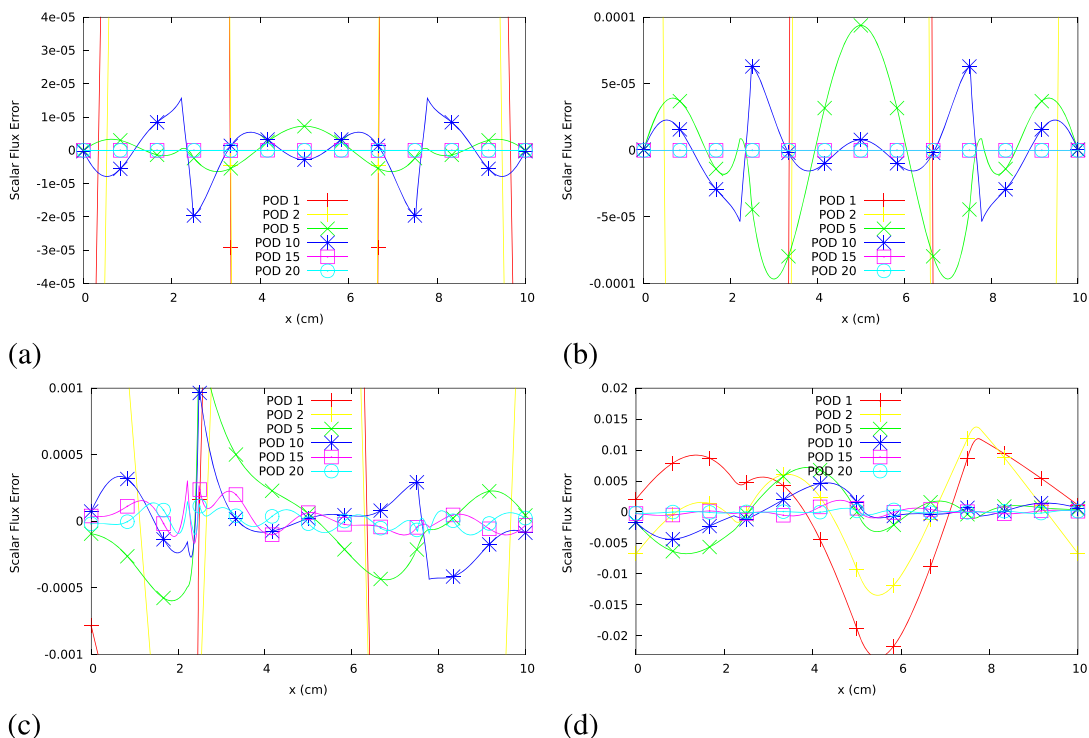 4e-05
3e-05
2e-05
1e-05
0
-1e-05
-2e-05
-3e-05
-4e-05
Scalar Flux Error
POD 1
POD 2
POD 5
POD 10
POD 15
POD 20
0 2 4 6 8 10
x (cm)
(a)
0.0001
5e-05
0
-5e-05
-0.0001
Scalar Flux Error
POD 1
POD 2
POD 5
POD 10
POD 15
POD 20
0 2 4 6 8 10
x (cm)
(b)
0.001
0.0005
0
-0.0005
-0.001
Scalar Flux Error
POD 1
POD 2
POD 5
POD 10
POD 15
POD 20
0 2 4 6 8 10
x (cm)
(c)
0.02
0.015
0.01
0.005
0
-0.005
-0.01
-0.015
-0.02
Scalar Flux Error
POD 1
POD 2
POD 5
POD 10
POD 15
POD 20
0 2 4 6 8 10
x (cm)
(d)